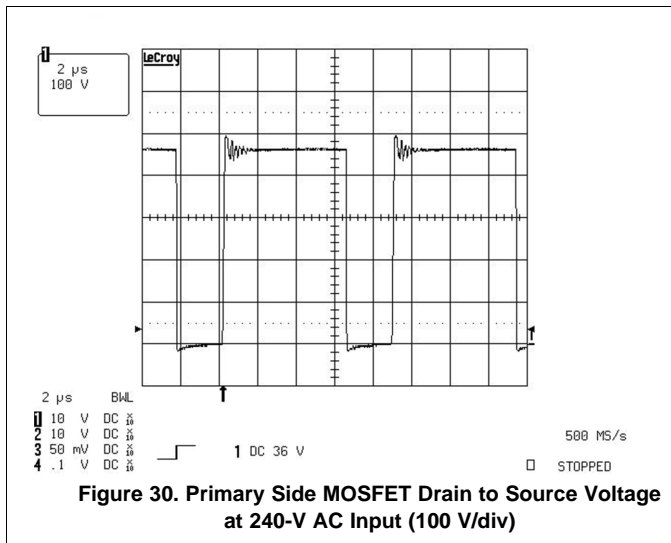 1
2 µs
100 V
LeCroy
2 µs BWL
1 10 V DC x10
2 10 V DC x10
3 50 mV DC x10
4 .1 V DC x10
1 DC 36 V
500 MS/s
STOPPED
Figure 30. Primary Side MOSFET Drain to Source Voltage
at 240-V AC Input (100 V/div)